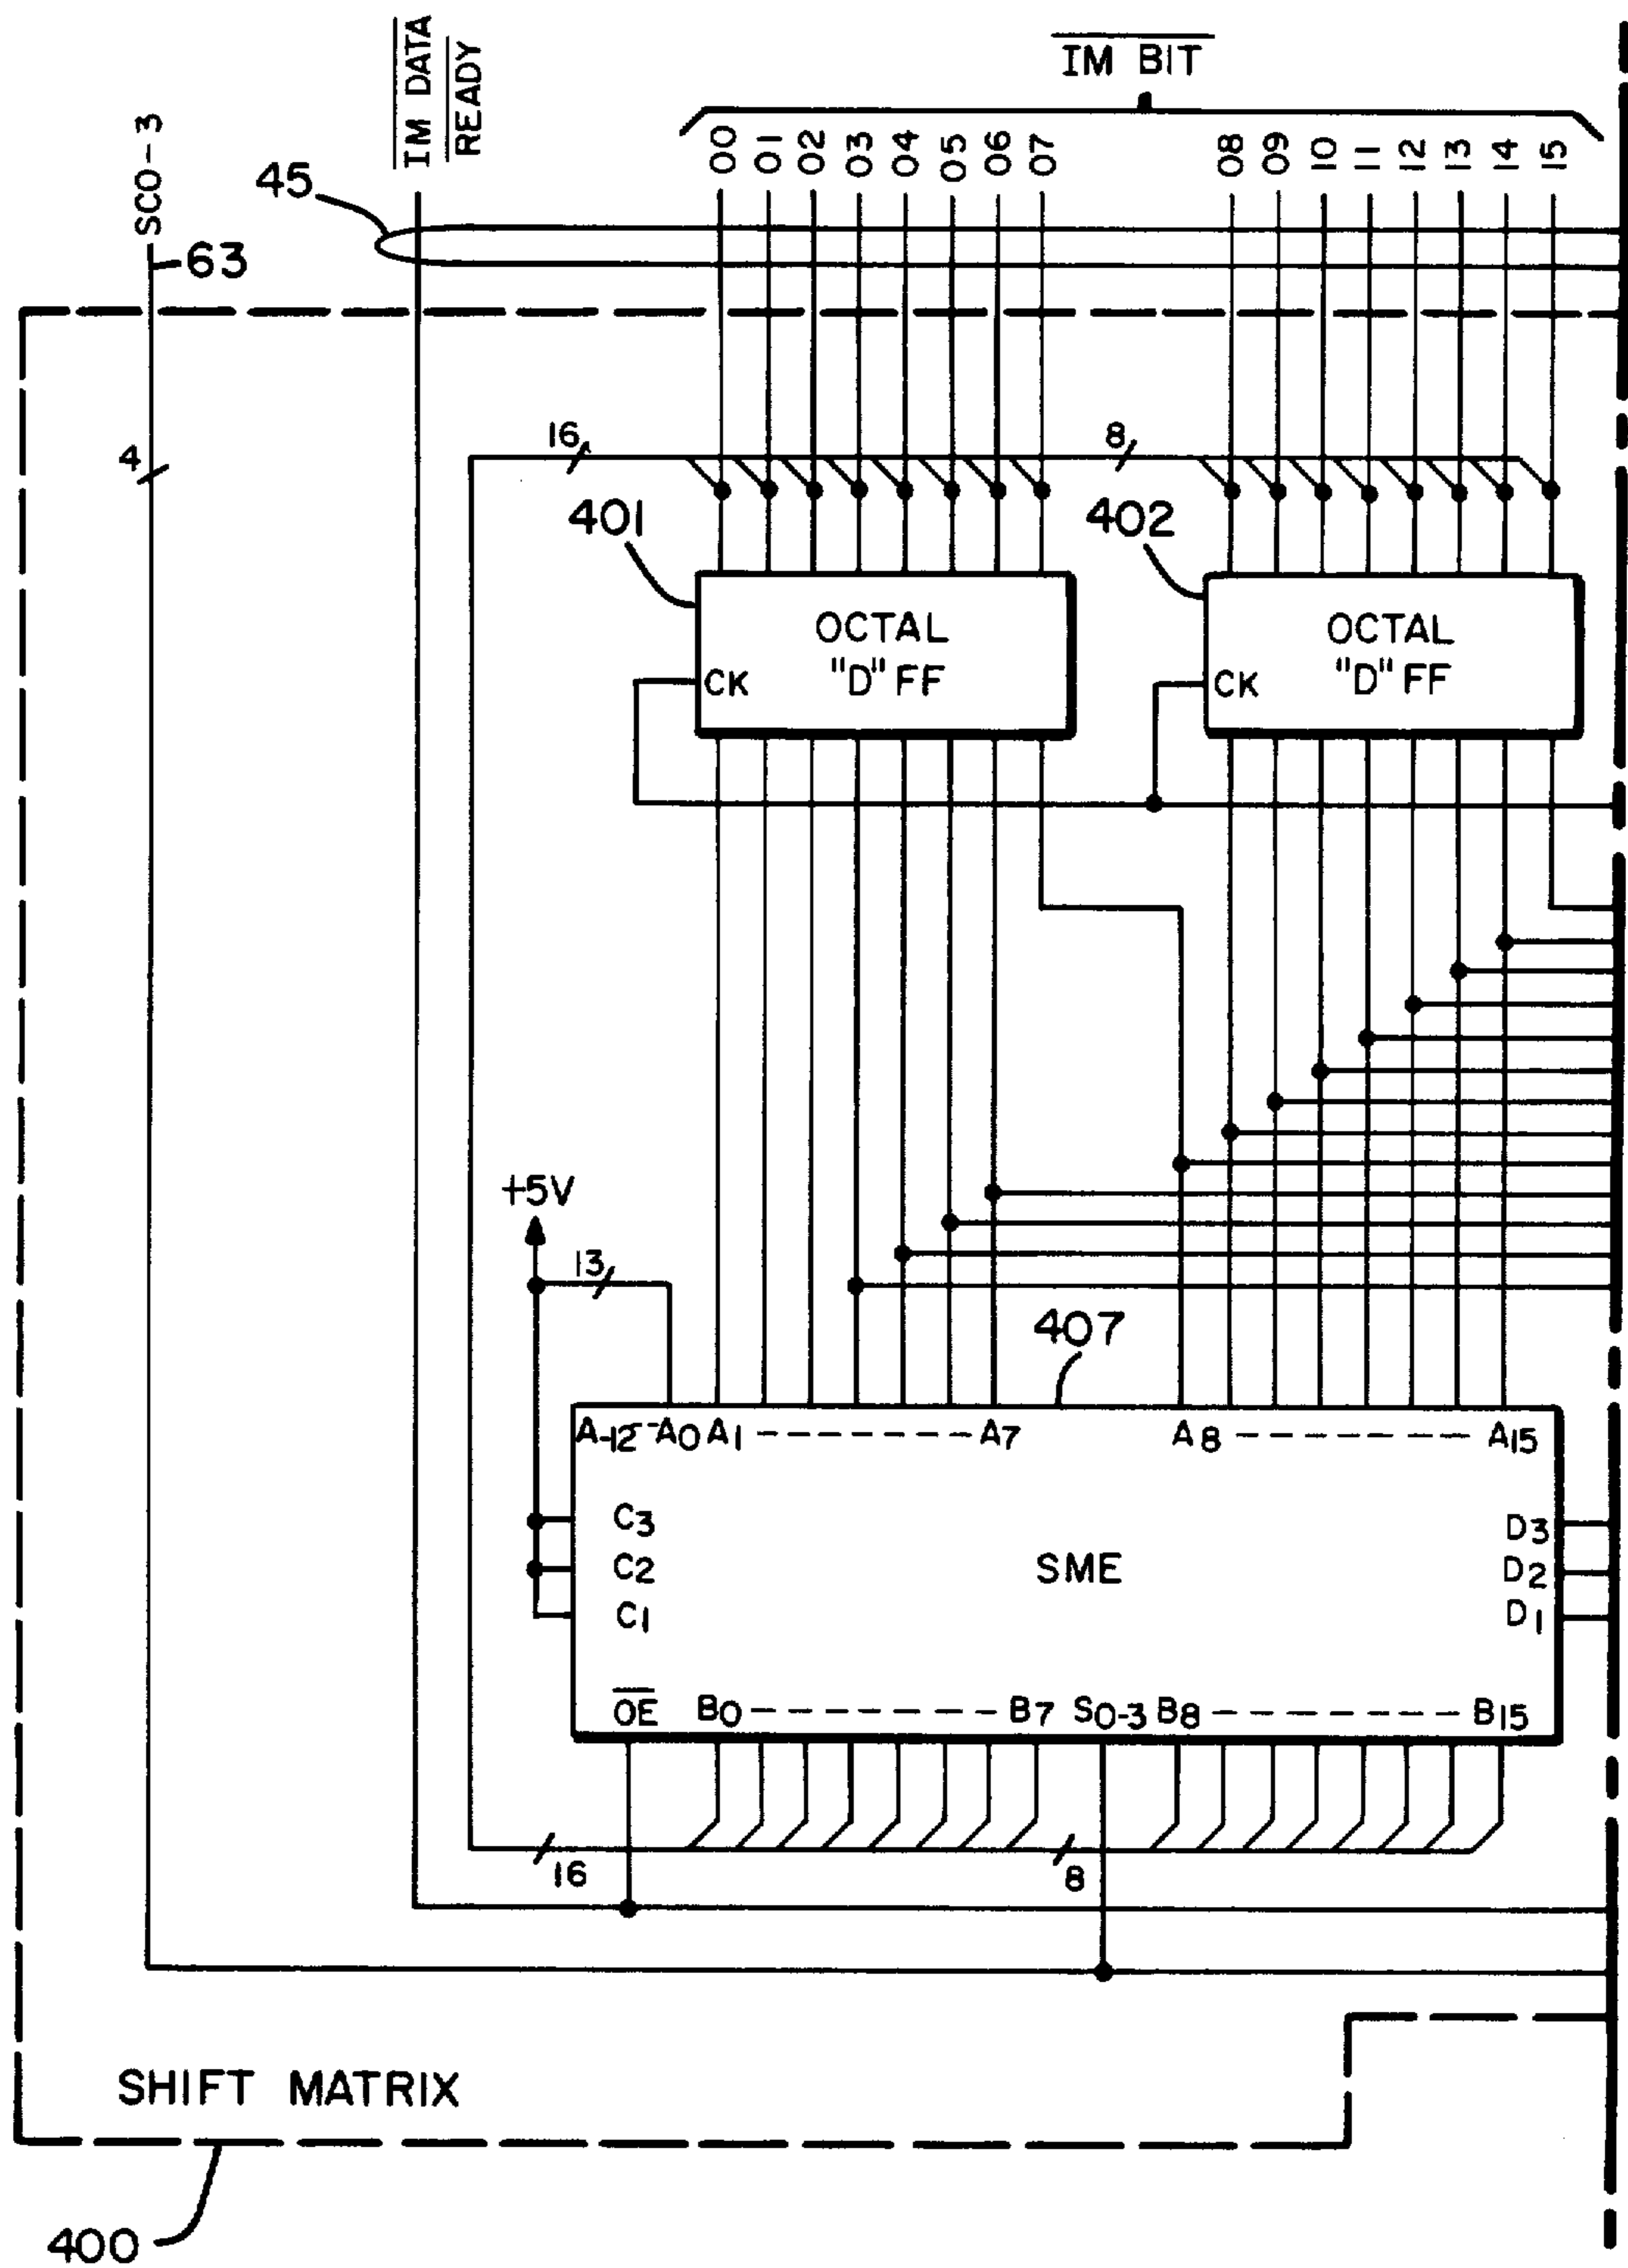 IM DATA
READY
IM BIT
SC0-3
00 01 02 03 04 05 06 07 08 09 10 11 12 13 14 15
45
63
4
16 8
401 402
OCTAL
"D" FF
CK
OCTAL
"D" FF
CK
+5V
13
407
A-12--A0 A1 -------A7 A8 ------ A15
C3 D3
C2 SME D2
C1 D1
OE B0 ------- B7 S0-3 B8 ------- B15
16 8
SHIFT MATRIX
400